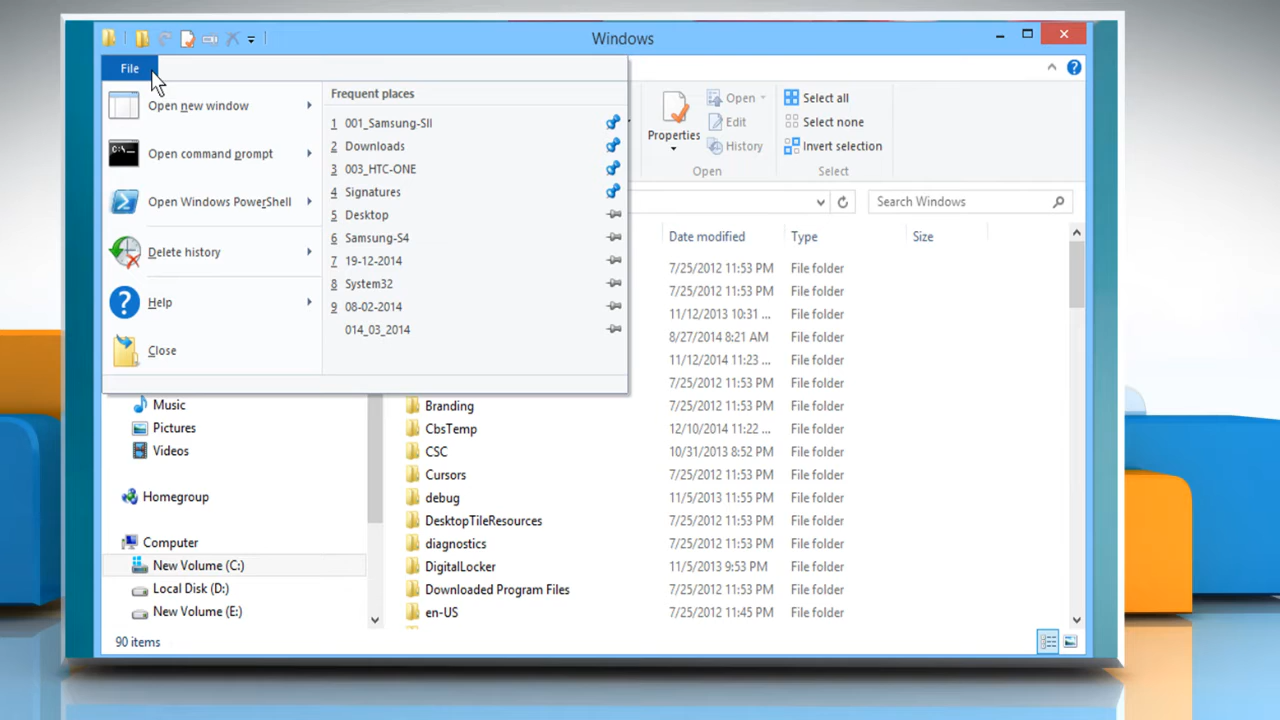 Windows
File
Open new window
Open command prompt
C:\_
Open Windows PowerShell
Delete history
Help
Close
Frequent places
1 001_Samsung-SII
2 Downloads
3 003_HTC-ONE
4 Signatures
5 Desktop
6 Samsung-S4
7 19-12-2014
8 System32
9 08-02-2014
014_03_2014
Properties
Open
Edit
History
Open
Select all
Select none
Invert selection
Select
Search Windows
Date modified Type Size
7/25/2012 11:53 PM File folder
7/25/2012 11:53 PM File folder
11/12/2013 10:31 ... File folder
8/27/2014 8:21 AM File folder
11/12/2014 11:23 ... File folder
7/25/2012 11:53 PM File folder
Branding 7/25/2012 11:53 PM File folder
CbsTemp 12/10/2014 11:22 ... File folder
CSC 10/31/2013 8:52 PM File folder
Cursors 7/25/2012 11:53 PM File folder
debug 11/5/2013 11:55 PM File folder
DesktopTileResources 7/25/2012 11:53 PM File folder
diagnostics 7/25/2012 11:53 PM File folder
DigitalLocker 11/5/2013 9:53 PM File folder
Downloaded Program Files 7/25/2012 11:53 PM File folder
en-US 7/25/2012 11:45 PM File folder
Music
Pictures
Videos
Homegroup
Computer
New Volume (C:)
Local Disk (D:)
New Volume (E:)
90 items